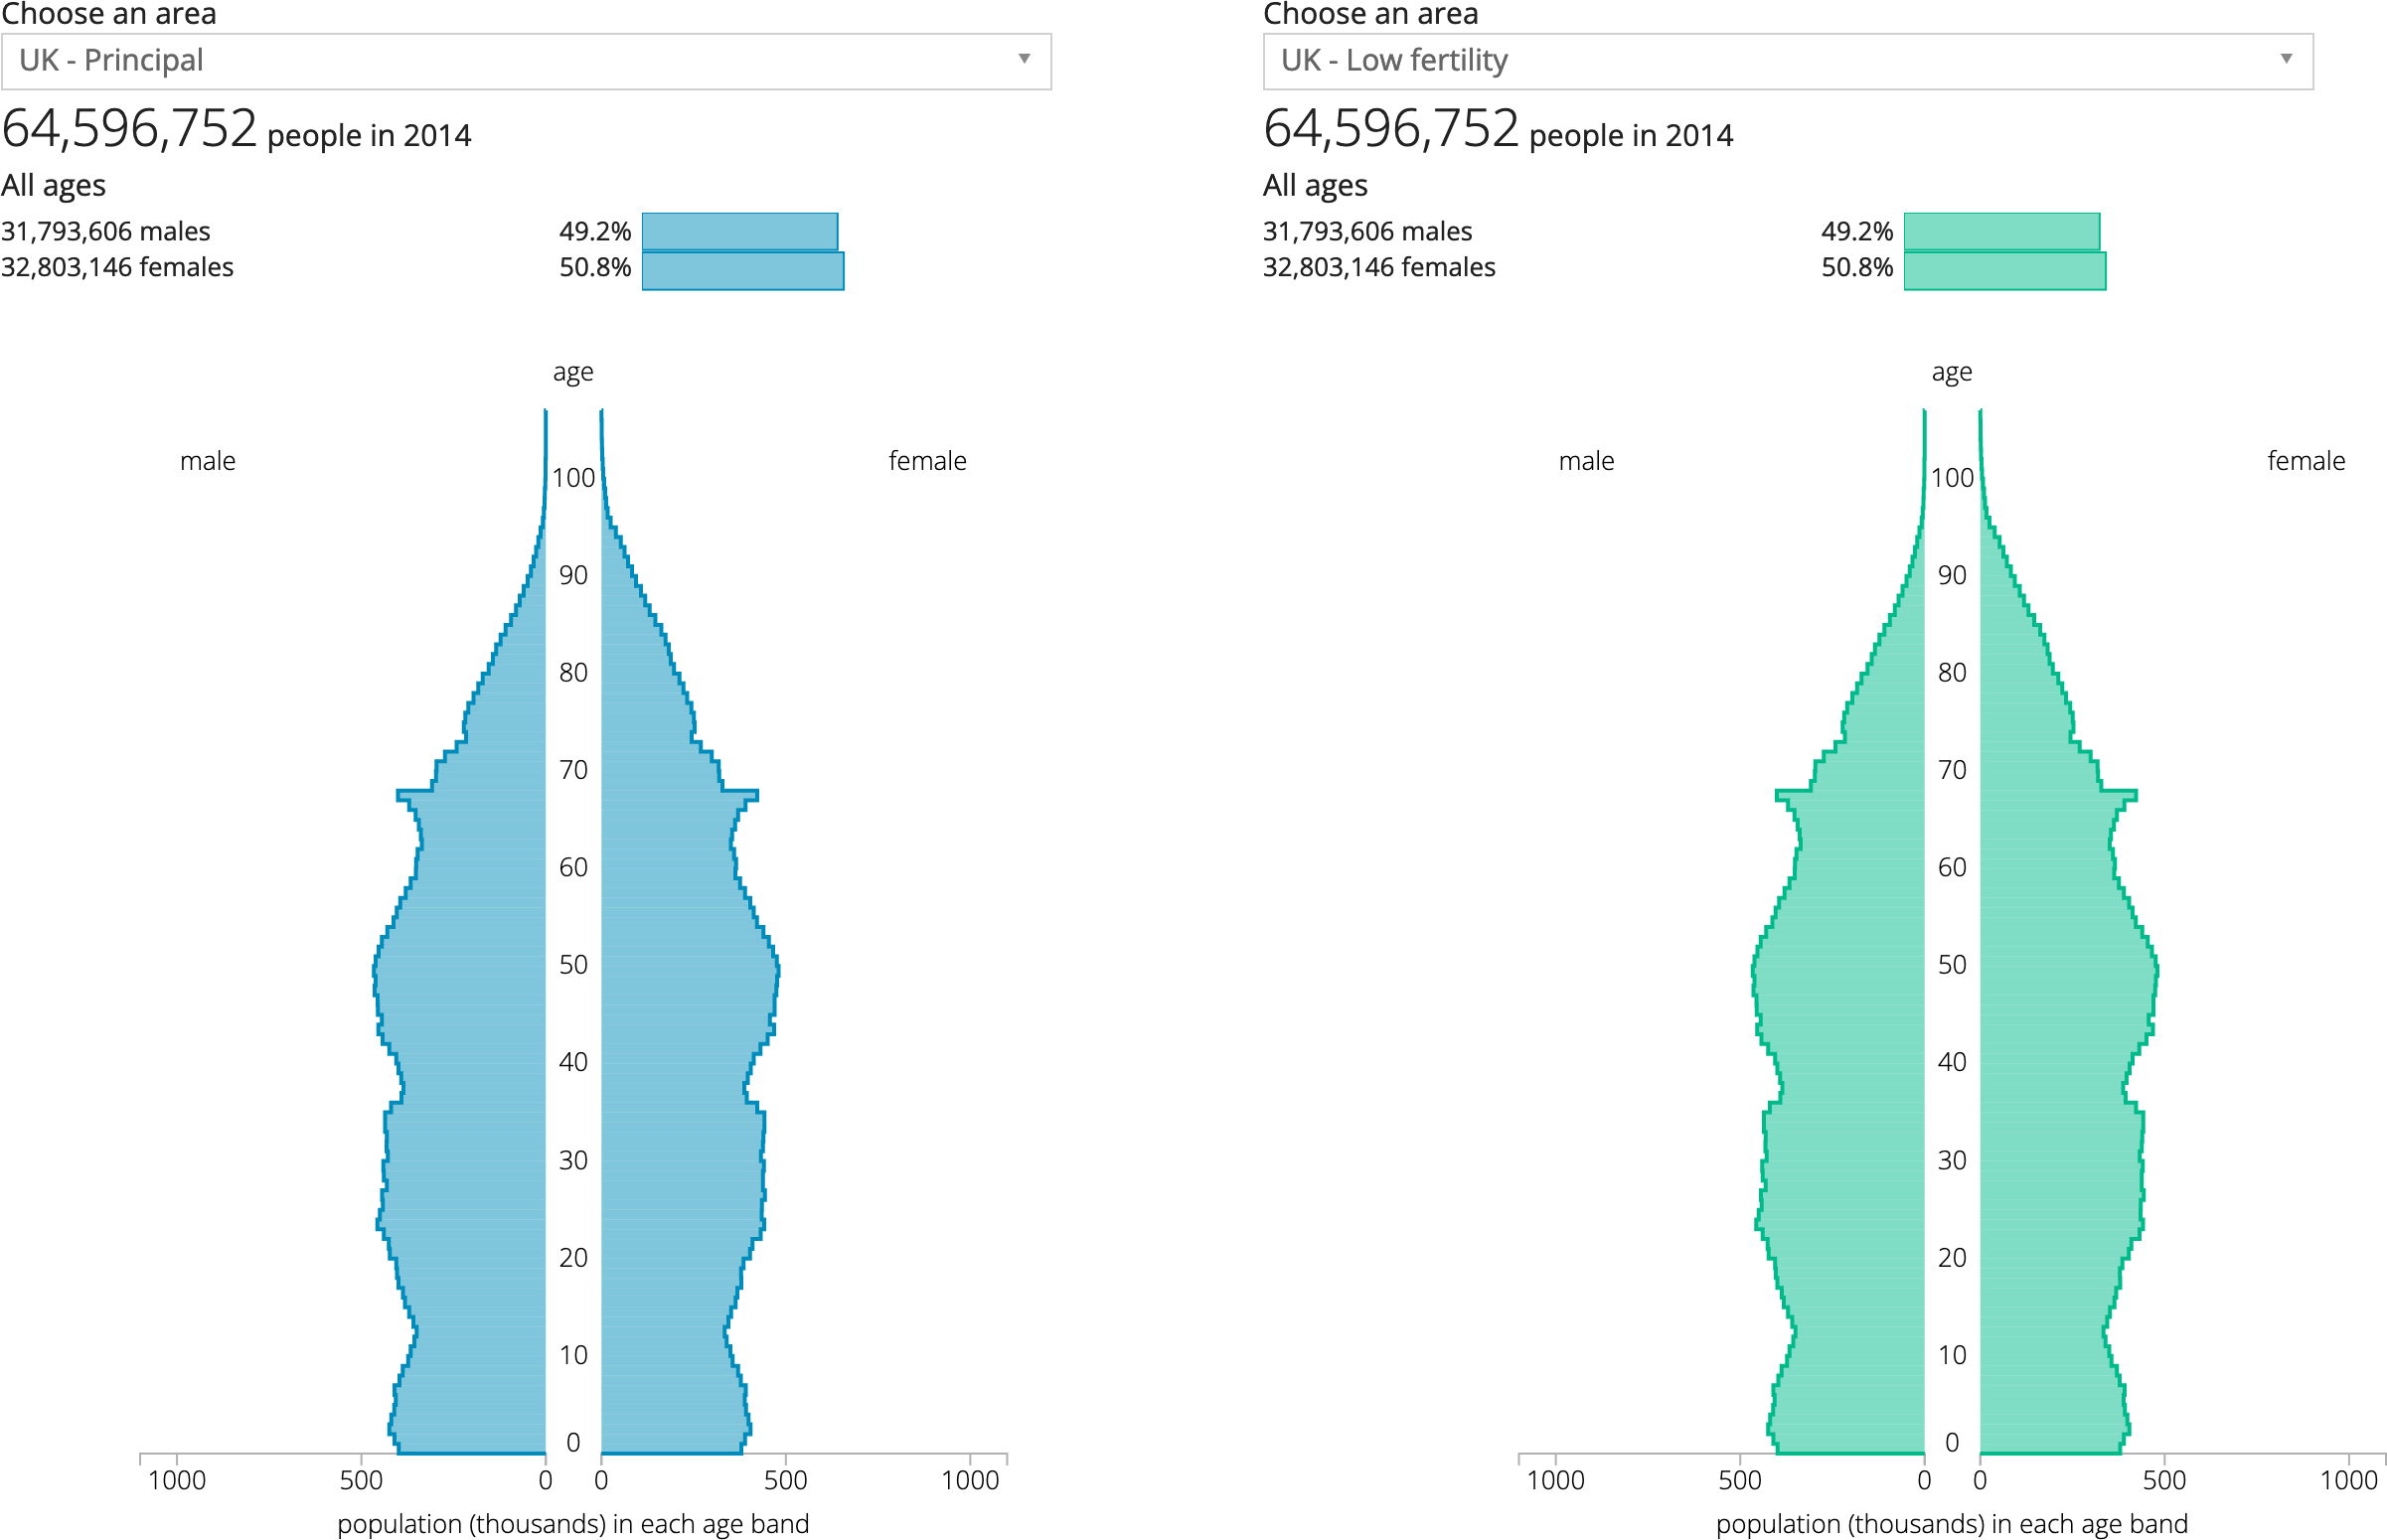 Choose an area
UK - Principal
64,596,752 people in 2014
All ages
31,793,606 males 49.2%
32,803,146 females 50.8%
age
male
female
100
90
80
70
60
50
40
30
20
10
0
1000 500 0 0 500 1000
population (thousands) in each age band
Choose an area
UK - Low fertility
64,596,752 people in 2014
All ages
31,793,606 males 49.2%
32,803,146 females 50.8%
age
male
female
100
90
80
70
60
50
40
30
20
10
0
1000 500 0 0 500 1000
population (thousands) in each age band